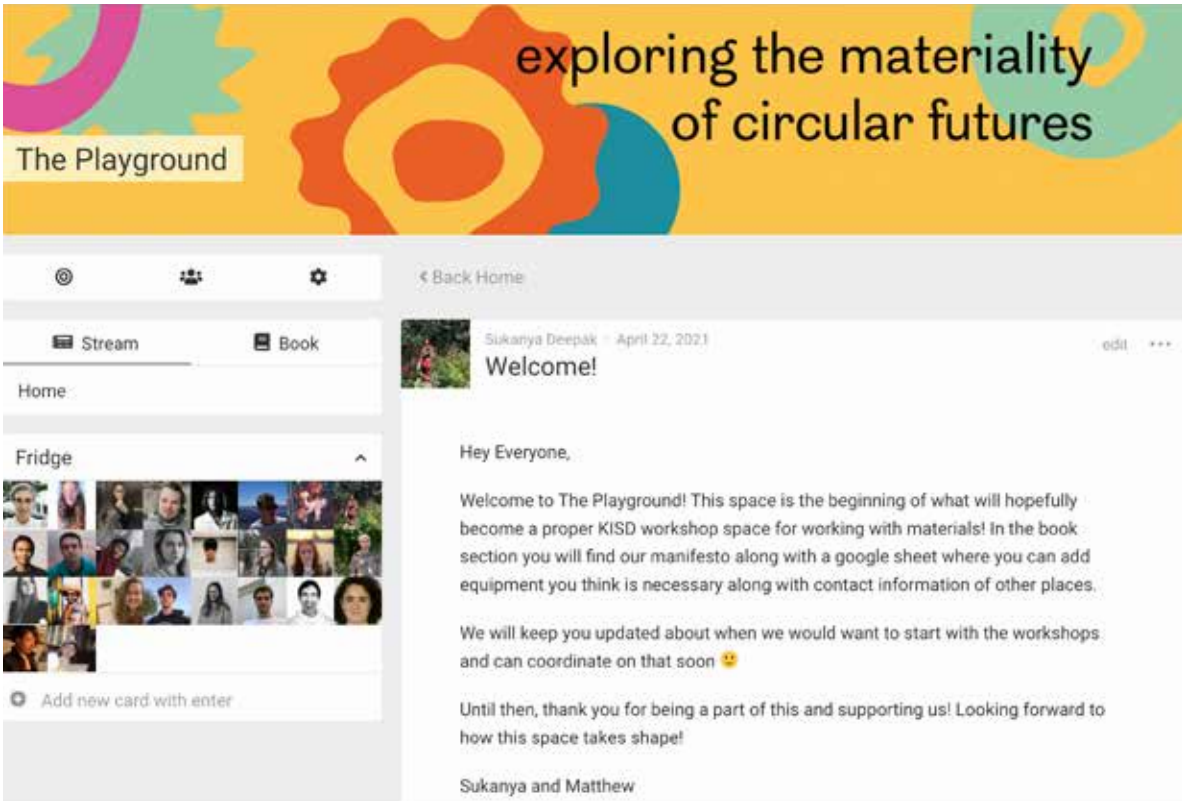 exploring the materiality
of circular futures
The Playground
Stream
Book
Home
Fridge
Add new card with enter
Back Home
Sukanya Deepak · April 22, 2021
edit
Welcome!
Hey Everyone,
Welcome to The Playground! This space is the beginning of what will hopefully
become a proper KISD workshop space for working with materials! In the book
section you will find our manifesto along with a google sheet where you can add
equipment you think is necessary along with contact information of other places.
We will keep you updated about when we would want to start with the workshops
and can coordinate on that soon 🙂
Until then, thank you for being a part of this and supporting us! Looking forward to
how this space takes shape!
Sukanya and Matthew